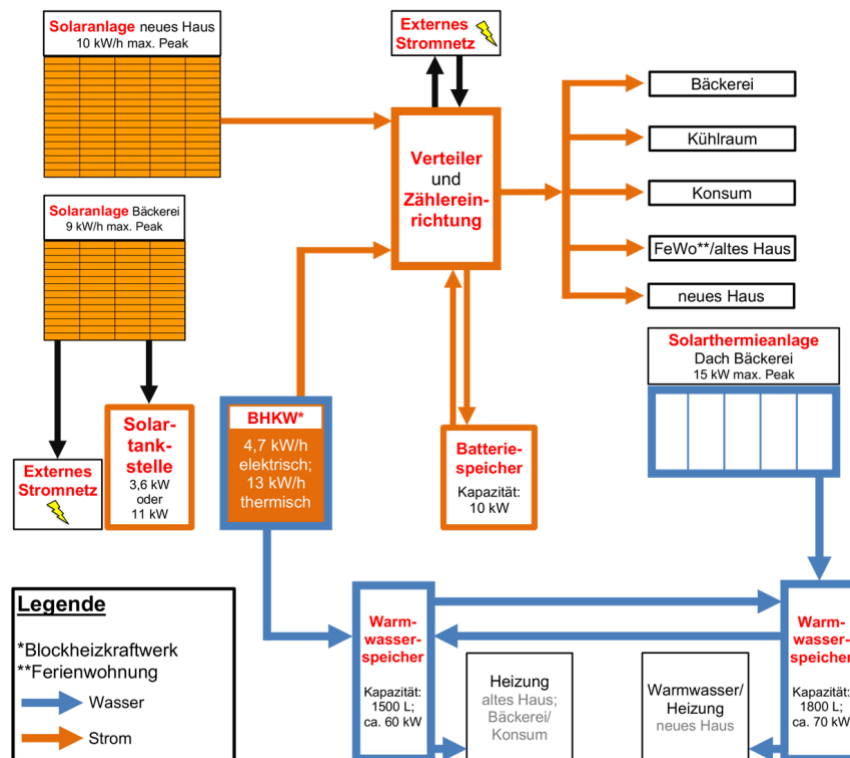 Solaranlage neues Haus
10 kW/h max. Peak
Externes
Stromnetz
Verteiler
und
Zählerein-
richtung
Bäckerei
Kühlraum
Konsum
FeWo**/altes Haus
neues Haus
Solaranlage Bäckerei
9 kW/h max. Peak
Solarthermieanlage
Dach Bäckerei
15 kW max. Peak
Externes
Stromnetz
Solar-
tank-
stelle
3,6 kW
oder
11 kW
BHKW*
4,7 kW/h
elektrisch;
13 kW/h
thermisch
Batterie-
speicher
Kapazität:
10 kW
Legende
*Blockheizkraftwerk
**Ferienwohnung
Wasser
Strom
Warm-
wasser-
speicher
Kapazität:
1500 L;
ca. 60 kW
Heizung
altes Haus;
Bäckerei/
Konsum
Warmwasser/
Heizung
neues Haus
Warm-
wasser-
speicher
Kapazität:
1800 L;
ca. 70 kW